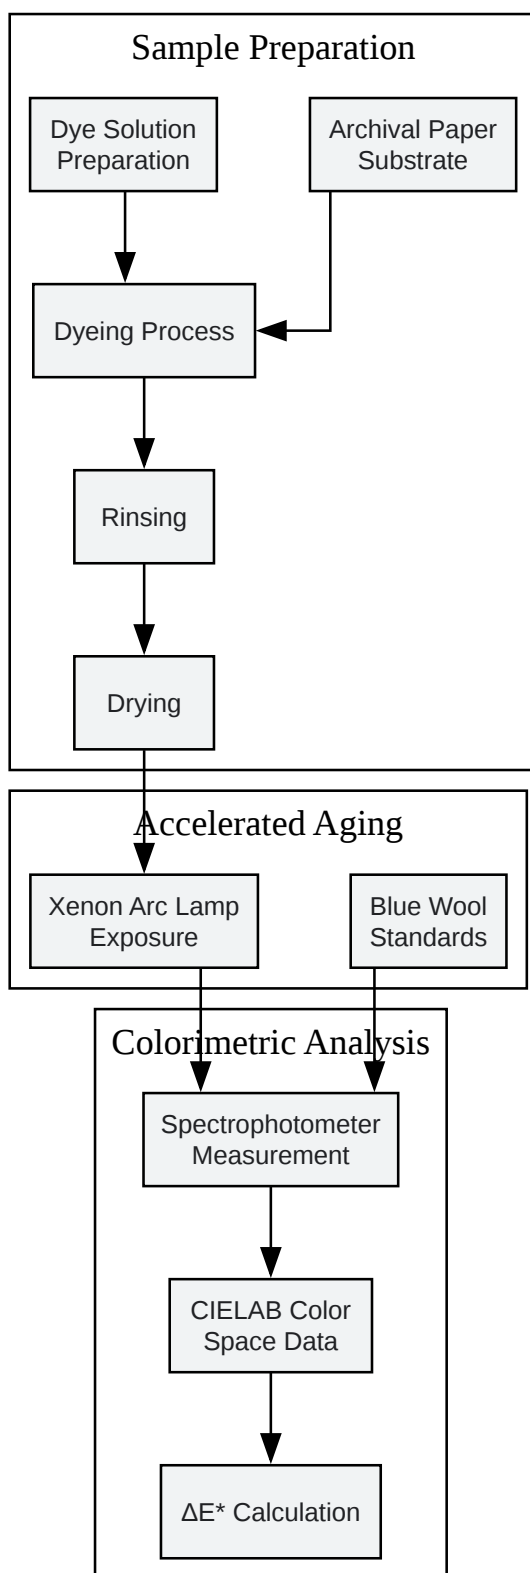 Sample Preparation
Dye Solution
Preparation
Archival Paper
Substrate
Dyeing Process
Rinsing
Drying
Accelerated Aging
Xenon Arc Lamp
Exposure
Blue Wool
Standards
Colorimetric Analysis
Spectrophotometer
Measurement
CIELAB Color
Space Data
ΔE* Calculation